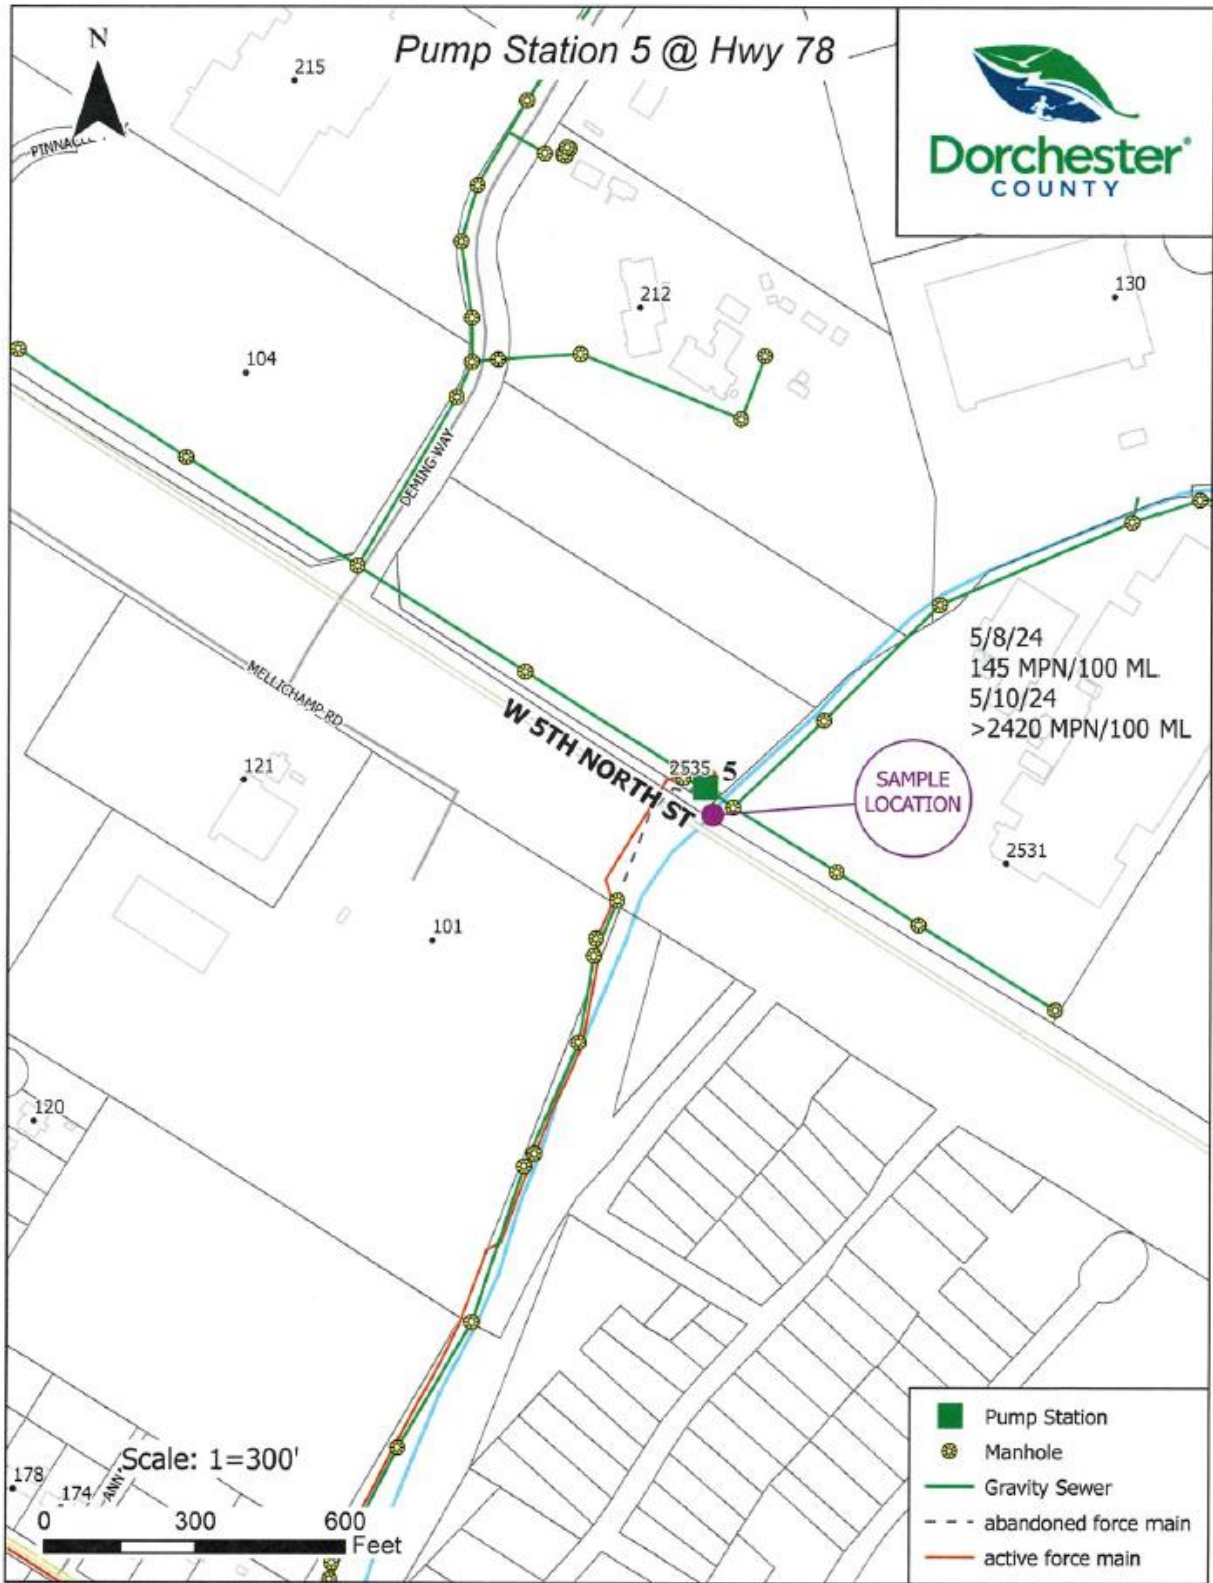 Pump Station 5 @ Hwy 78
N
Dorchester®
COUNTY
215
212
130
104
DEMING WAY
5/8/24
145 MPN/100 ML
5/10/24
>2420 MPN/100 ML
MELLICHAMP RD
W 5TH NORTH ST
2535
5
SAMPLE
LOCATION
121
2531
101
120
178
174
ANN
Scale: 1=300'
0 300 600
Feet
Pump Station
Manhole
Gravity Sewer
abandoned force main
active force main